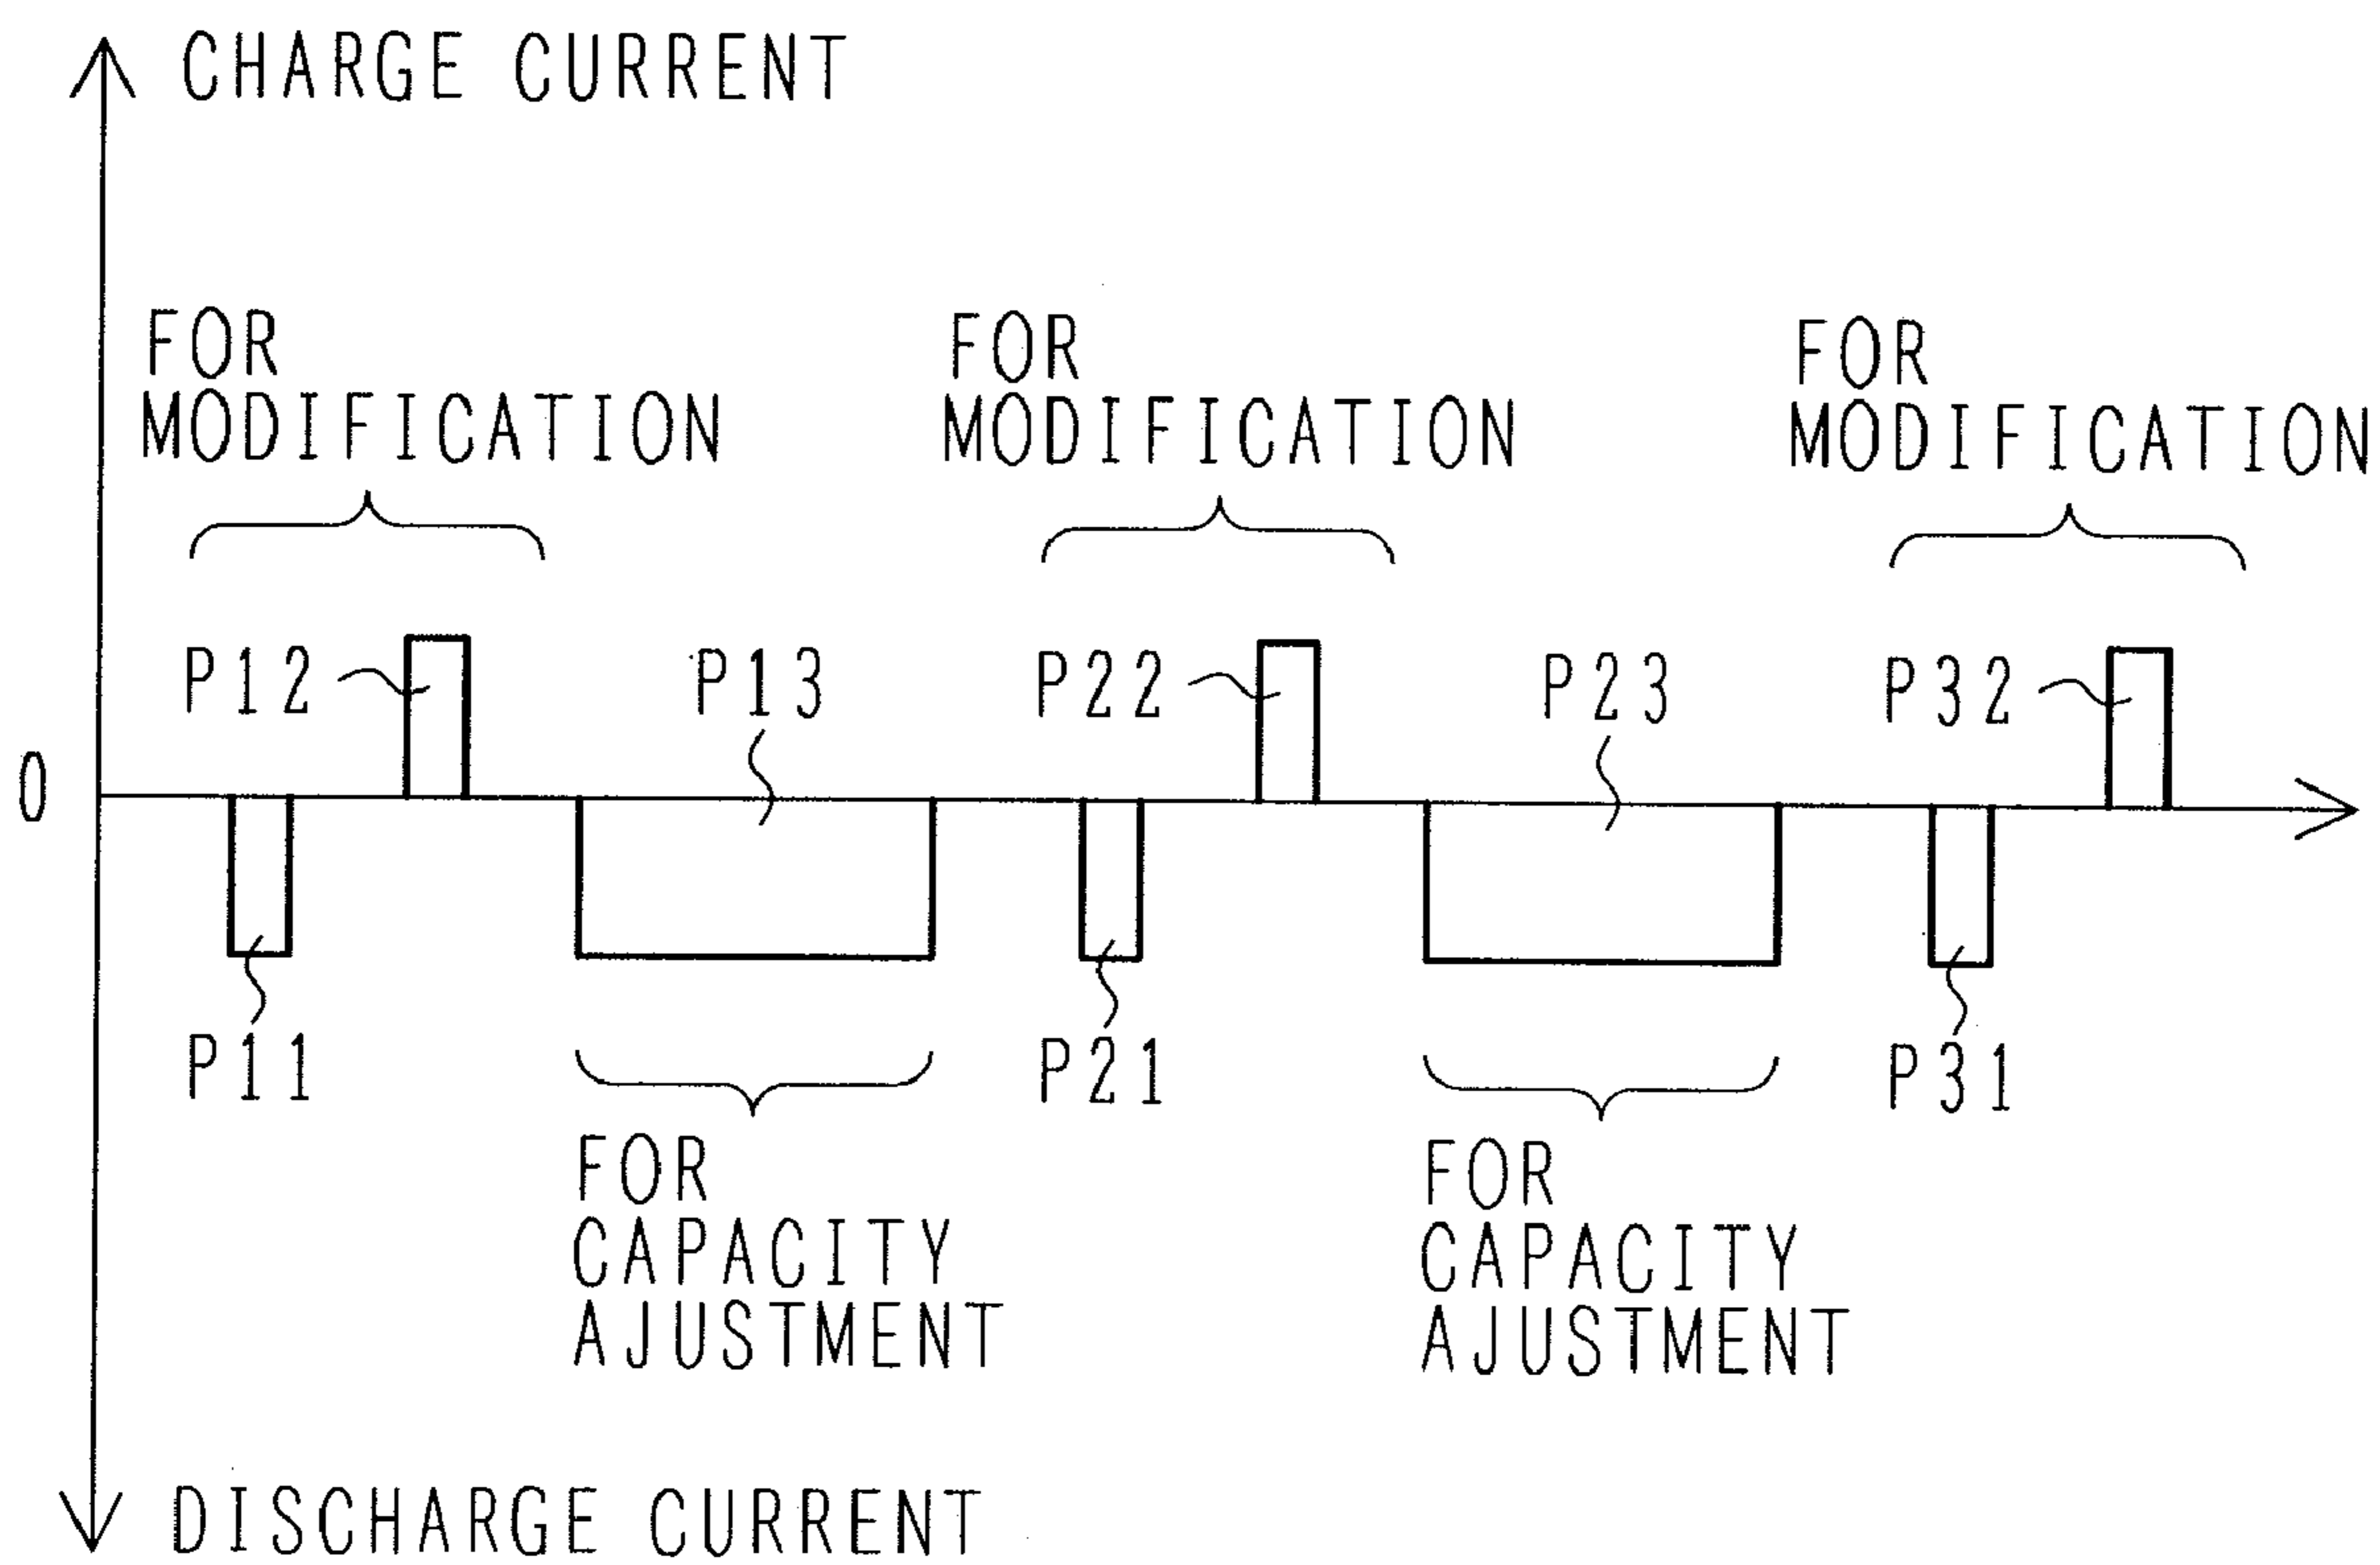 CHARGE CURRENT
FOR
MODIFICATION
FOR
MODIFICATION
FOR
MODIFICATION
P12
P13
P22
P23
P32
0
P11
P21
P31
FOR
CAPACITY
AJUSTMENT
FOR
CAPACITY
AJUSTMENT
DISCHARGE CURRENT